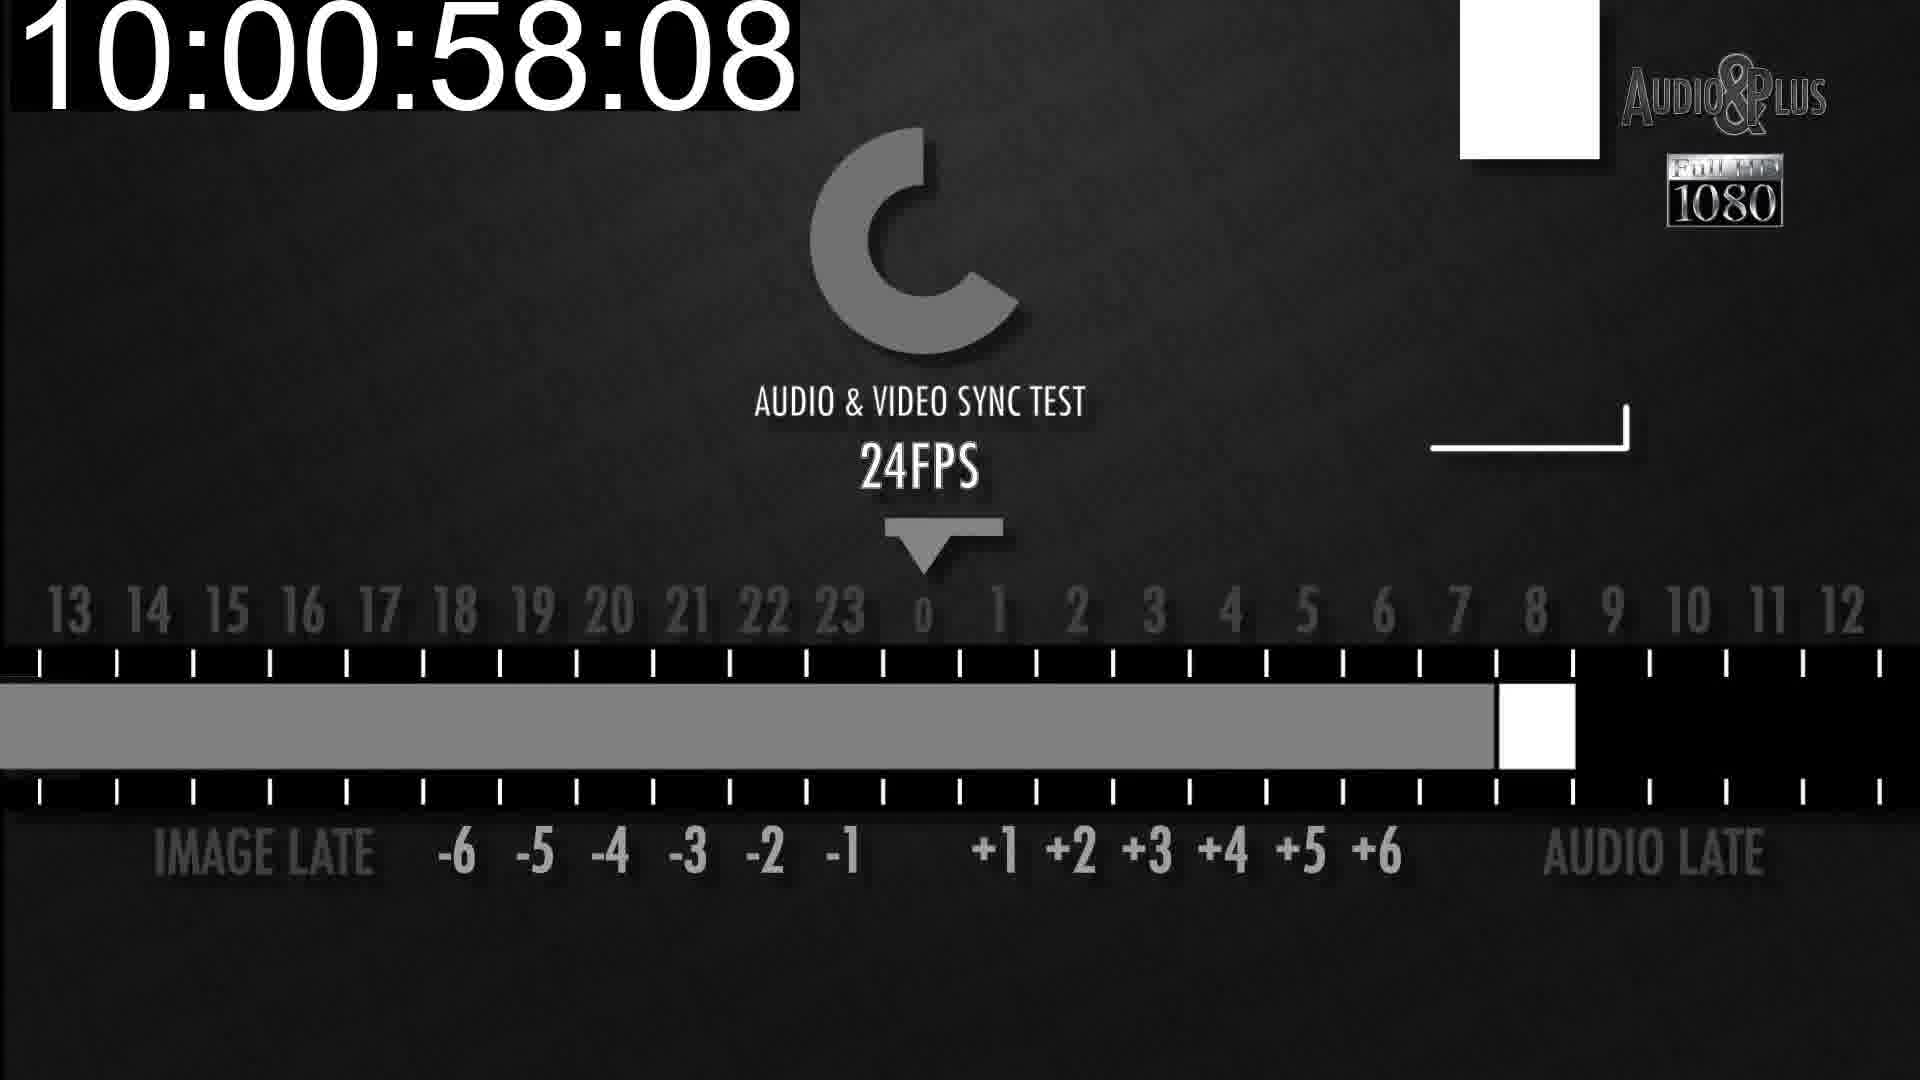 10:00:58:08
AUDIO & PLUS
Full HD
1080
AUDIO & VIDEO SYNC TEST
24FPS
13 14 15 16 17 18 19 20 21 22 23 0 1 2 3 4 5 6 7 8 9 10 11 12
IMAGE LATE -6 -5 -4 -3 -2 -1 +1 +2 +3 +4 +5 +6 AUDIO LATE